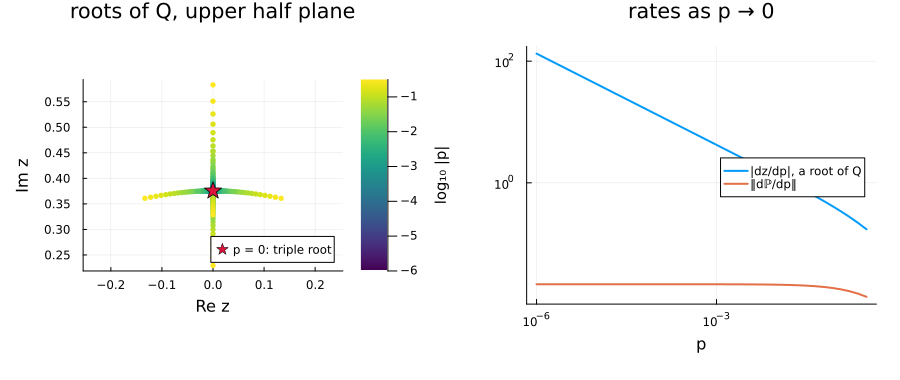 roots of Q, upper half plane
Im z
0.55
0.50
0.45
0.40
0.35
0.30
0.25
−0.2
−0.1
0.0
0.1
0.2
Re z
p = 0: triple root
−1
−2
−3
−4
−5
−6
log₁₀ |p|
rates as p → 0
10²
10⁰
10⁻⁶
10⁻³
p
|dz/dp|, a root of Q
‖dℙ/dp‖